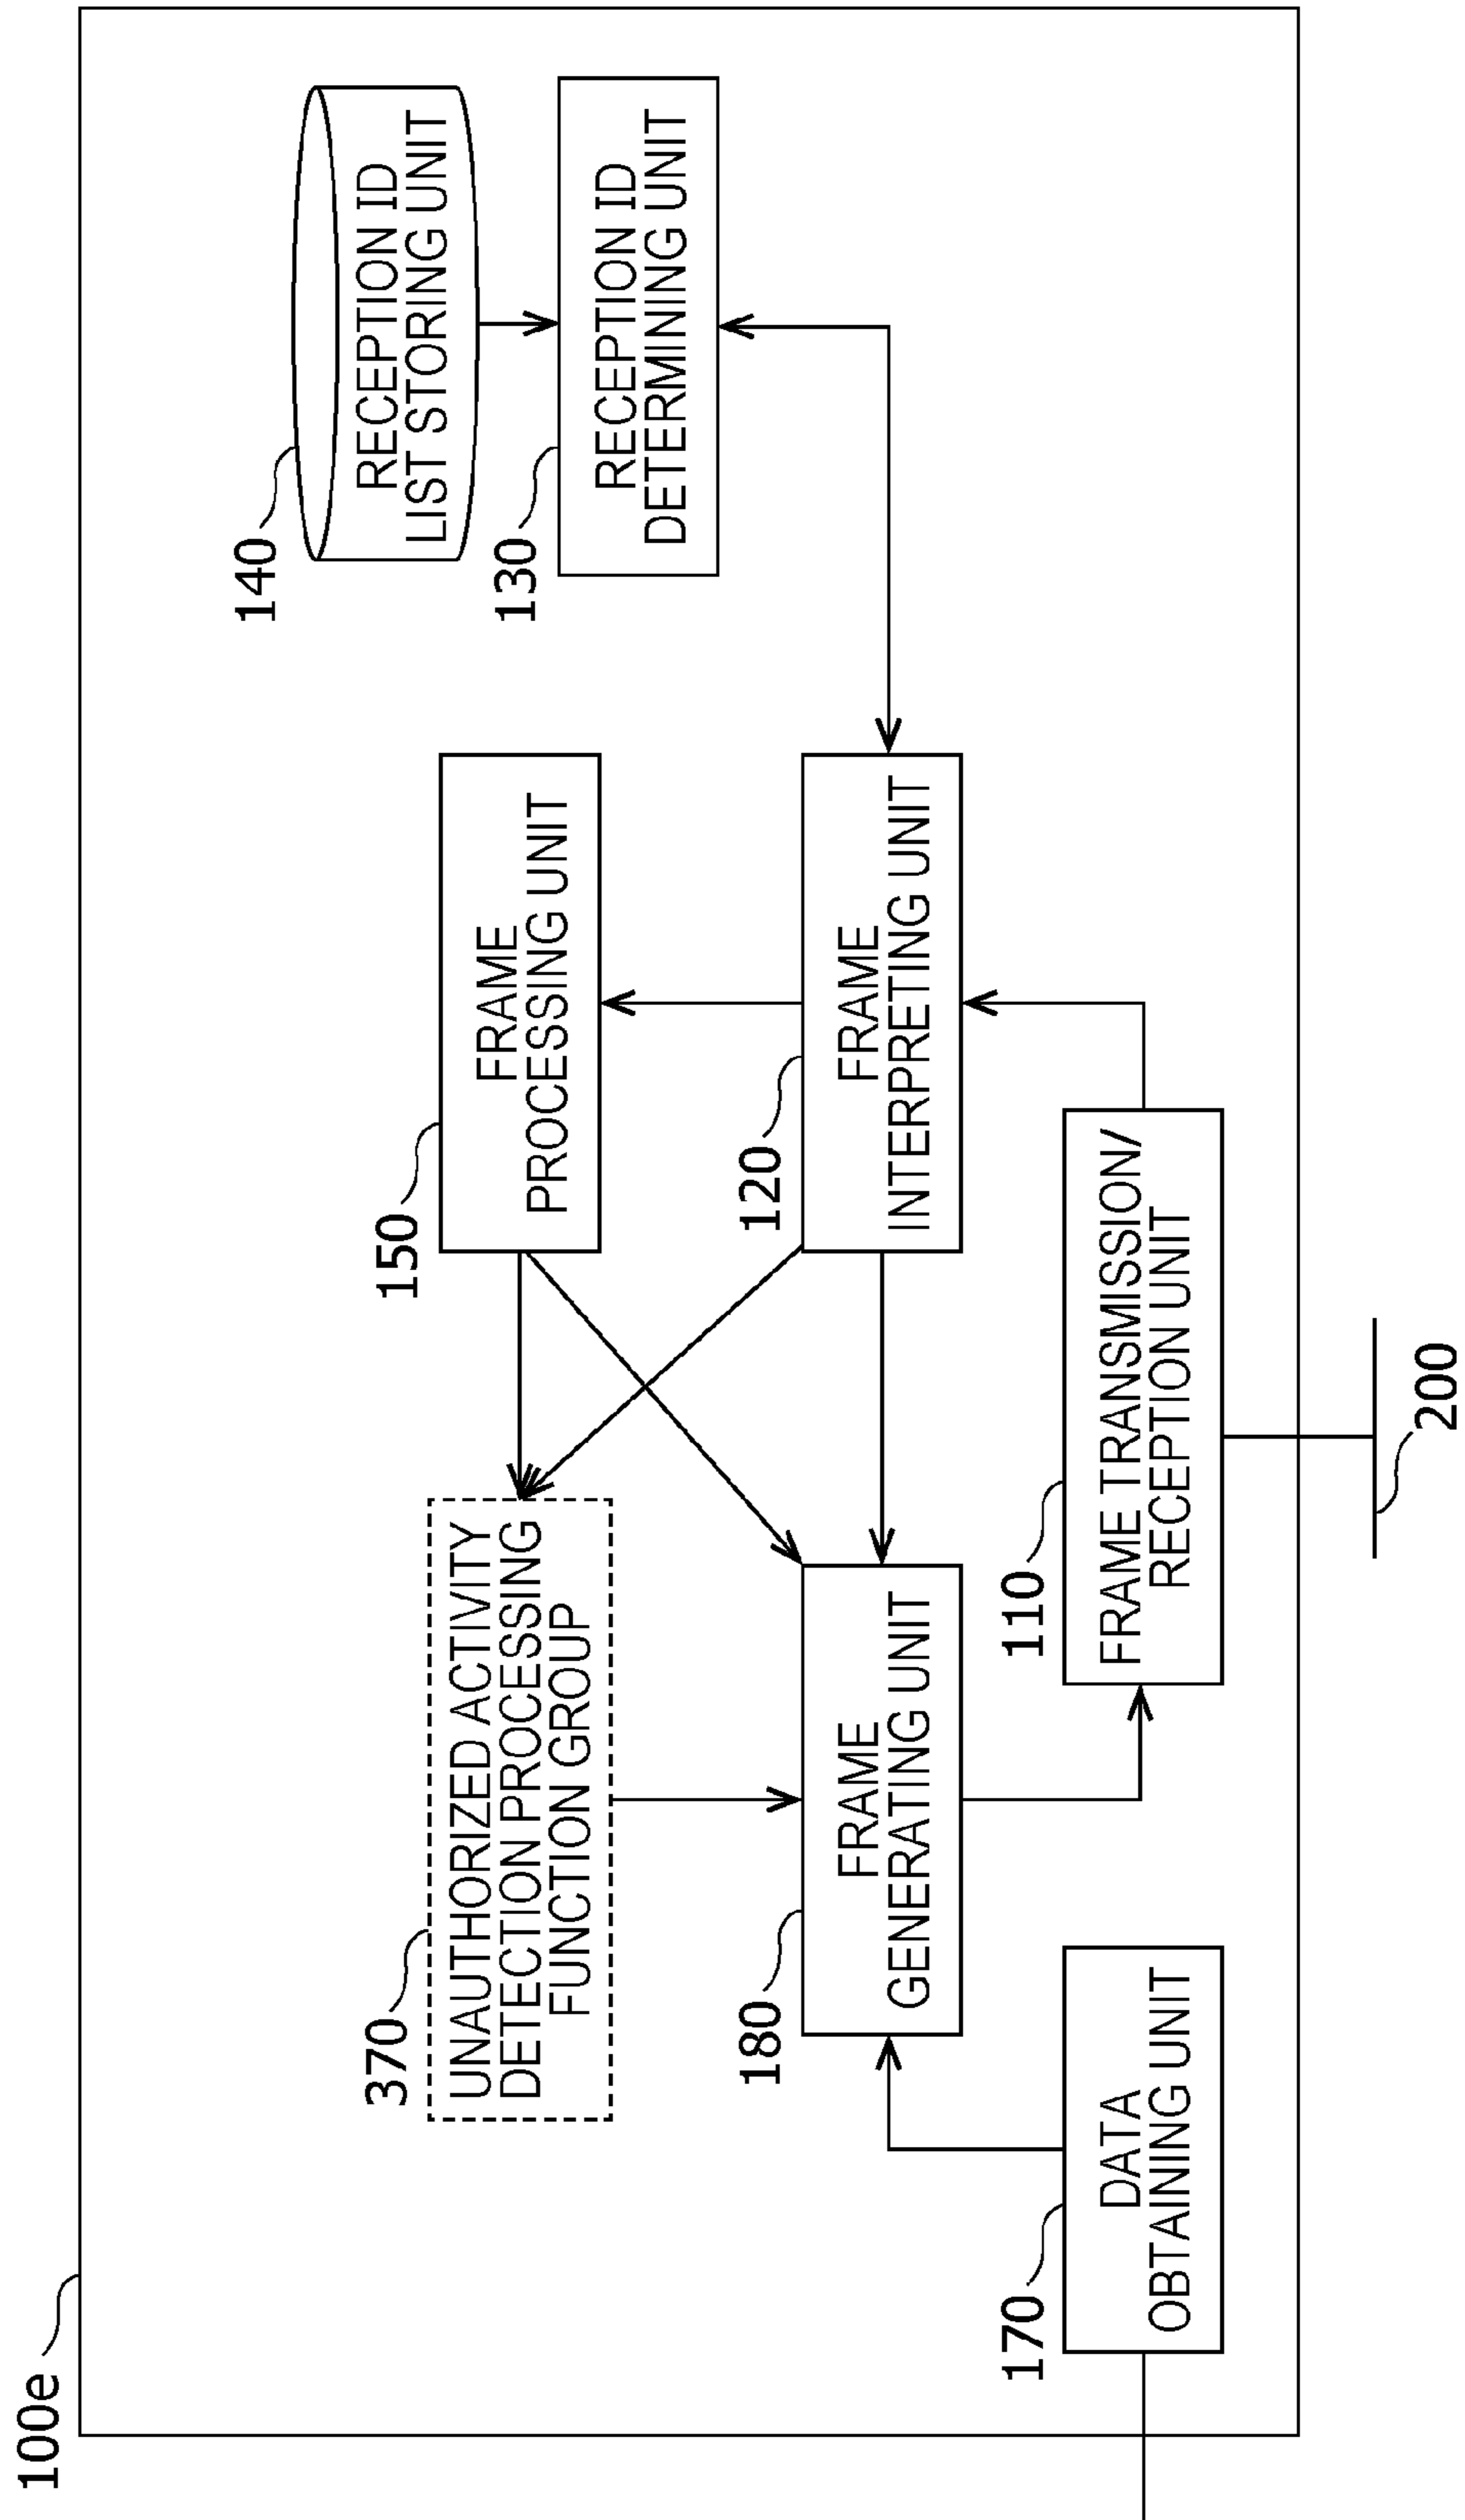 100e
370
UNAUTHORIZED ACTIVITY
DETECTION PROCESSING
FUNCTION GROUP
150
FRAME
PROCESSING UNIT
140
RECEPTION ID
LIST STORING UNIT
130
RECEPTION ID
DETERMINING UNIT
180
FRAME
GENERATING UNIT
120
FRAME
INTERPRETING UNIT
170
DATA
OBTAINING UNIT
110
FRAME TRANSMISSION/
RECEPTION UNIT
200